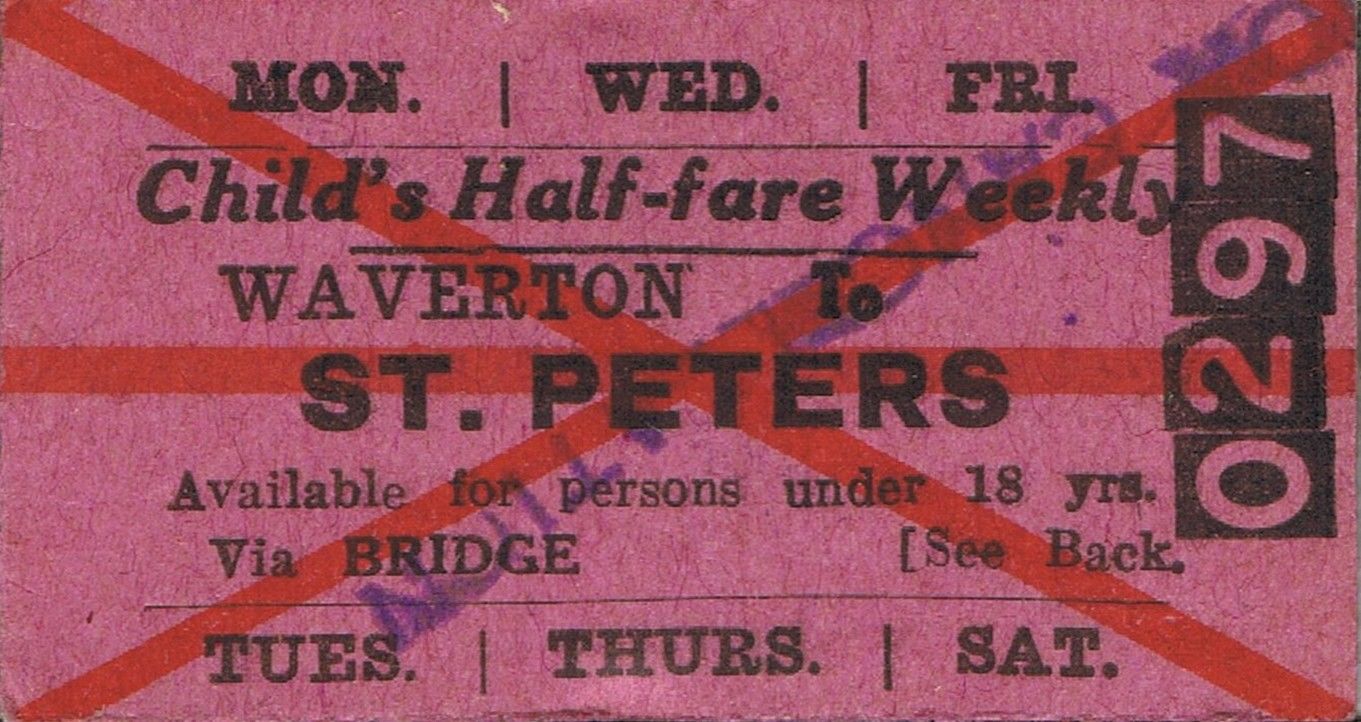 MON. | WED. | FRI.
Child's Half-fare Weekly
WAVERTON To
ST. PETERS
Available for persons under 18 yrs.
Via BRIDGE [See Back.
TUES. | THURS. | SAT.
0297